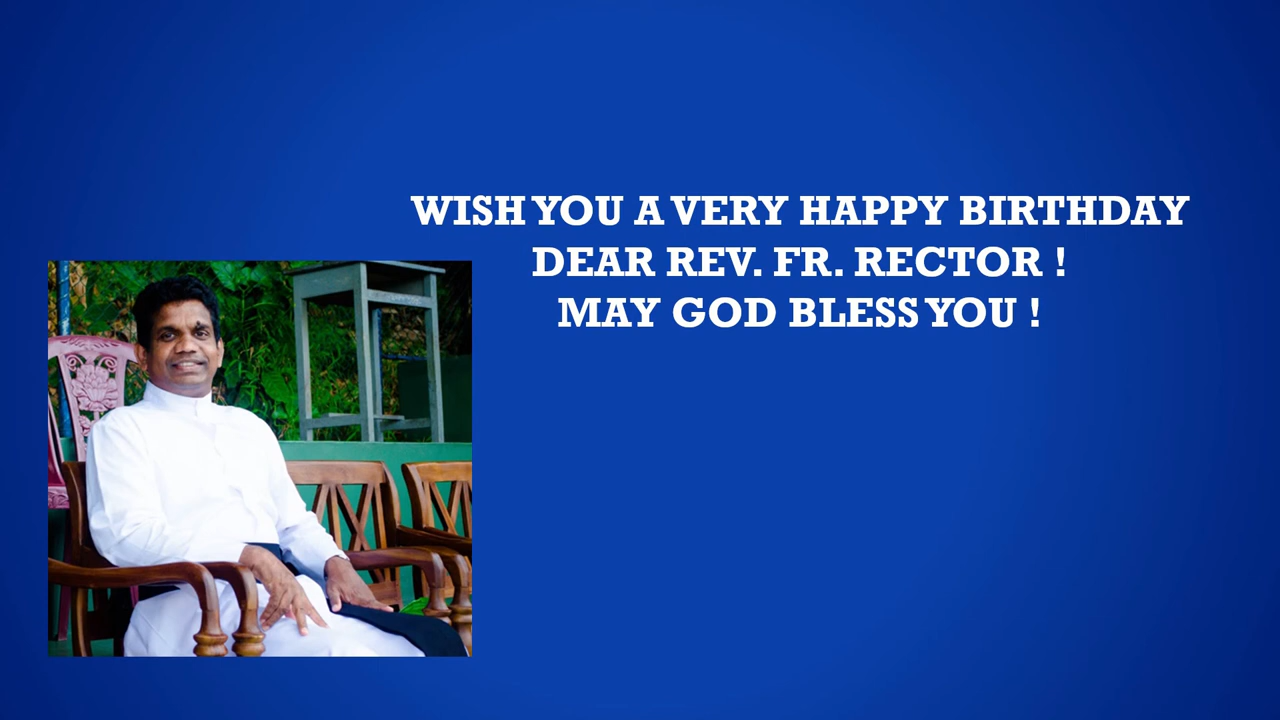 WISH YOU A VERY HAPPY BIRTHDAY
DEAR REV. FR. RECTOR !
MAY GOD BLESS YOU !